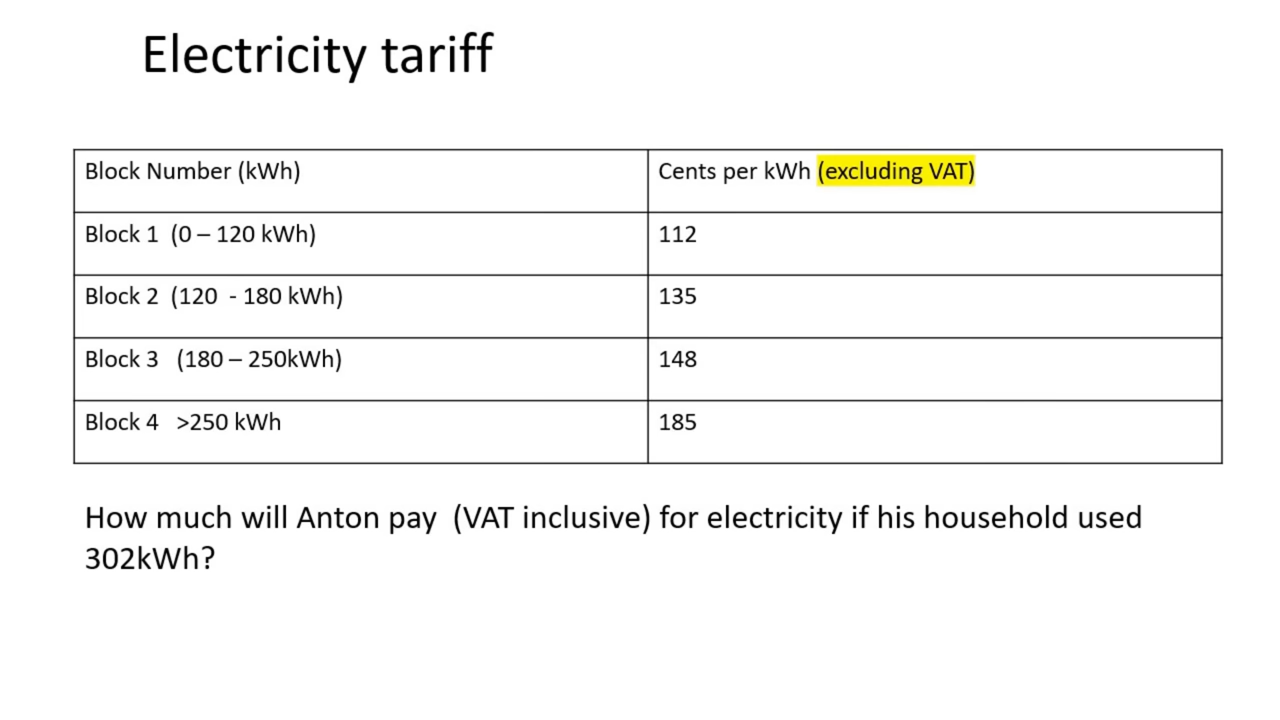 Electricity tariff
Block Number (kWh)
Cents per kWh (excluding VAT)
Block 1  (0 – 120 kWh)
112
Block 2  (120  - 180 kWh)
135
Block 3   (180 – 250kWh)
148
Block 4   >250 kWh
185
How much will Anton pay  (VAT inclusive) for electricity if his household used
302kWh?